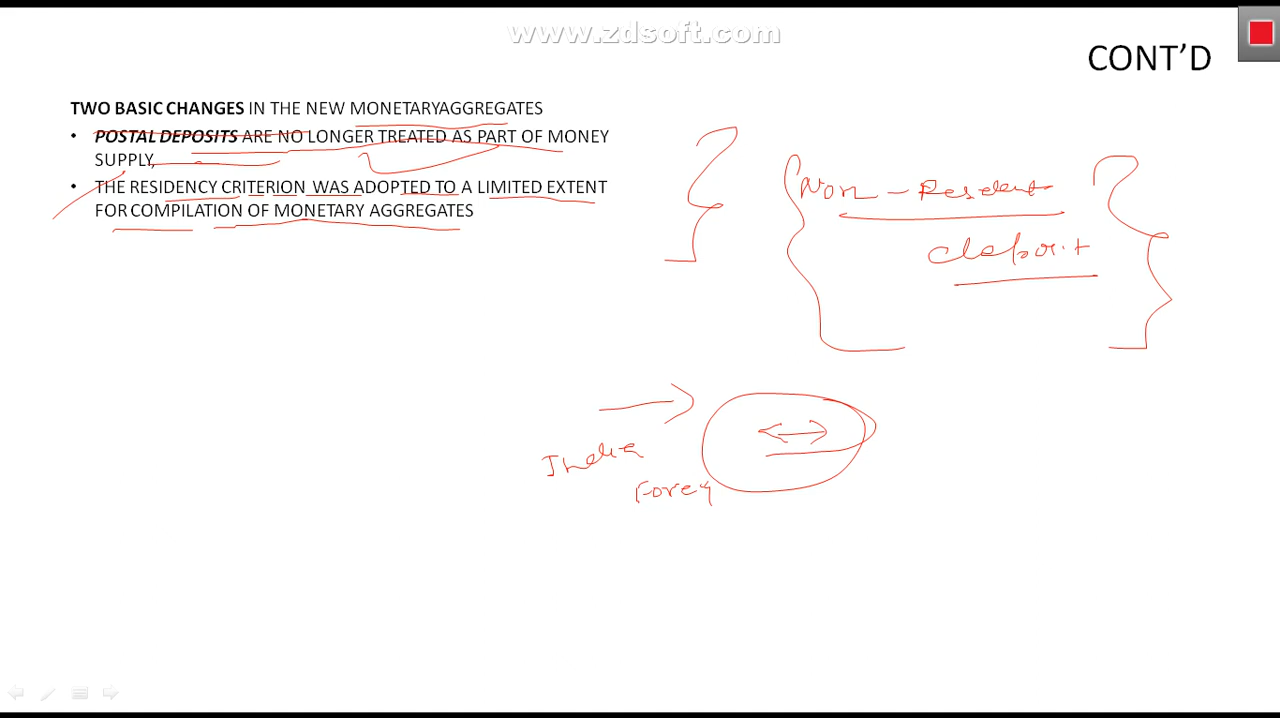 www.zdsoft.com
CONT'D
TWO BASIC CHANGES IN THE NEW MONETARYAGGREGATES
• POSTAL DEPOSITS ARE NO LONGER TREATED AS PART OF MONEY
SUPPLY,
• THE RESIDENCY CRITERION WAS ADOPTED TO A LIMITED EXTENT
FOR COMPILATION OF MONETARY AGGREGATES
Non-Resident
deposit
India